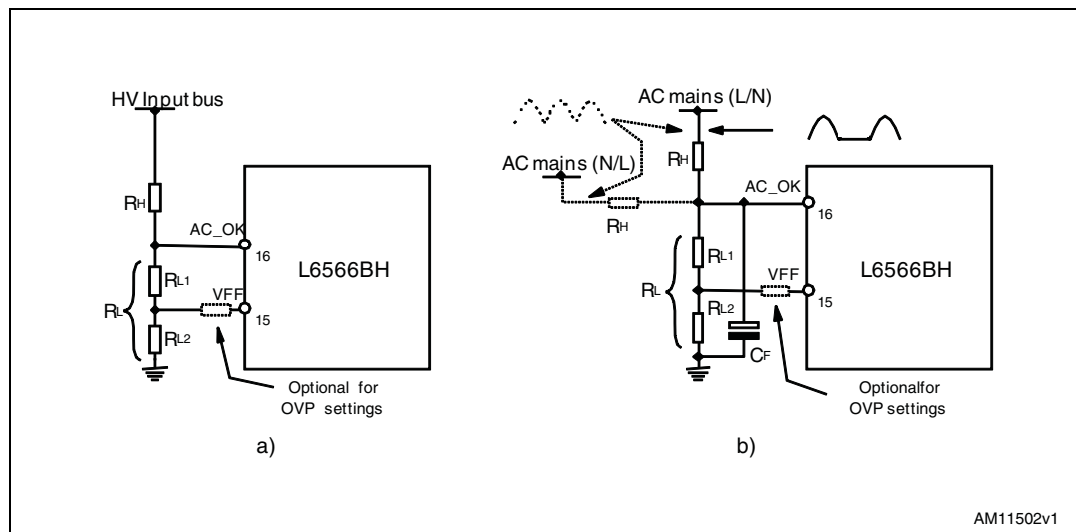 HV Input bus
RH
AC_OK
16
RL1
VFF
15
RL
RL2
L6566BH
Optional for
OVP settings
a)
AC mains (L/N)
RH
AC mains (N/L)
RH
AC_OK
16
RL1
VFF
15
RL
RL2
CF
L6566BH
Optionalfor
OVP settings
b)
AM11502v1